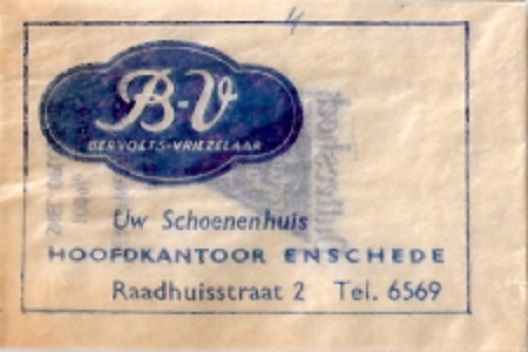 4
B-V
BERVOETS-VRIEZELAAR
Uw Schoenenhuis
HOOFDKANTOOR ENSCHEDE
Raadhuisstraat 2 Tel. 6569